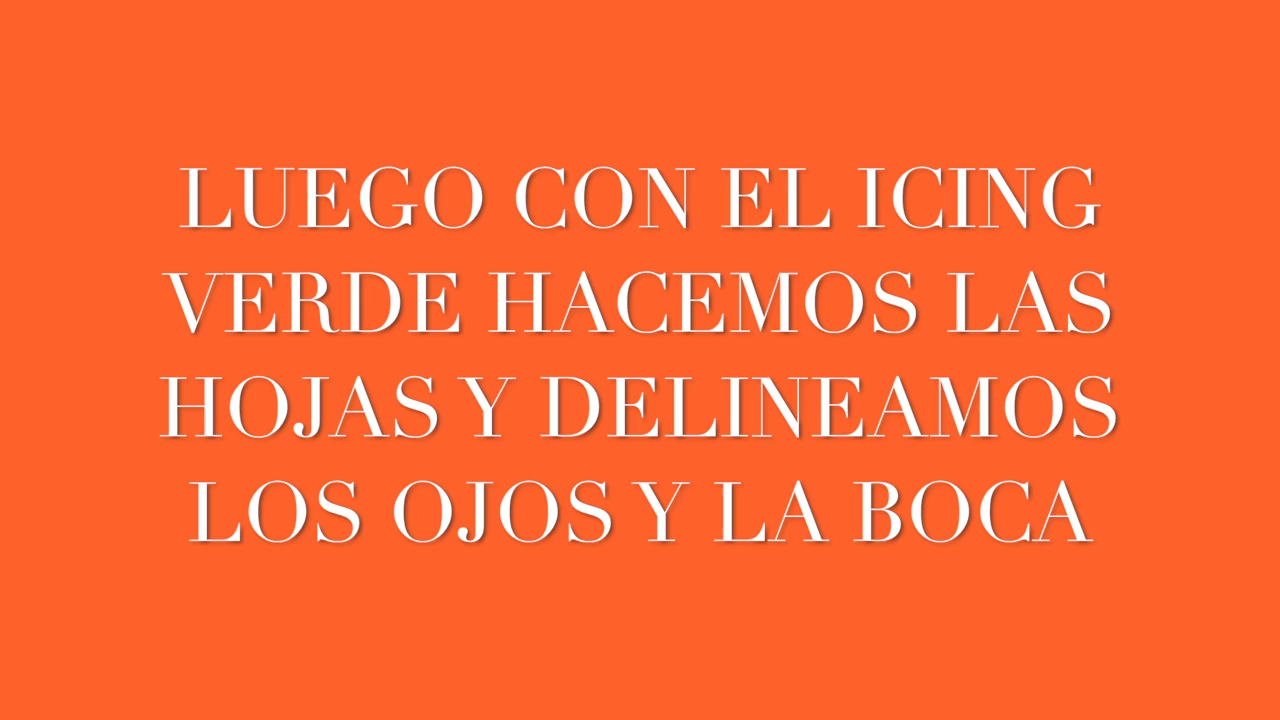 LUEGO CON EL ICING
VERDE HACEMOS LAS
HOJAS Y DELINEAMOS
LOS OJOS Y LA BOCA